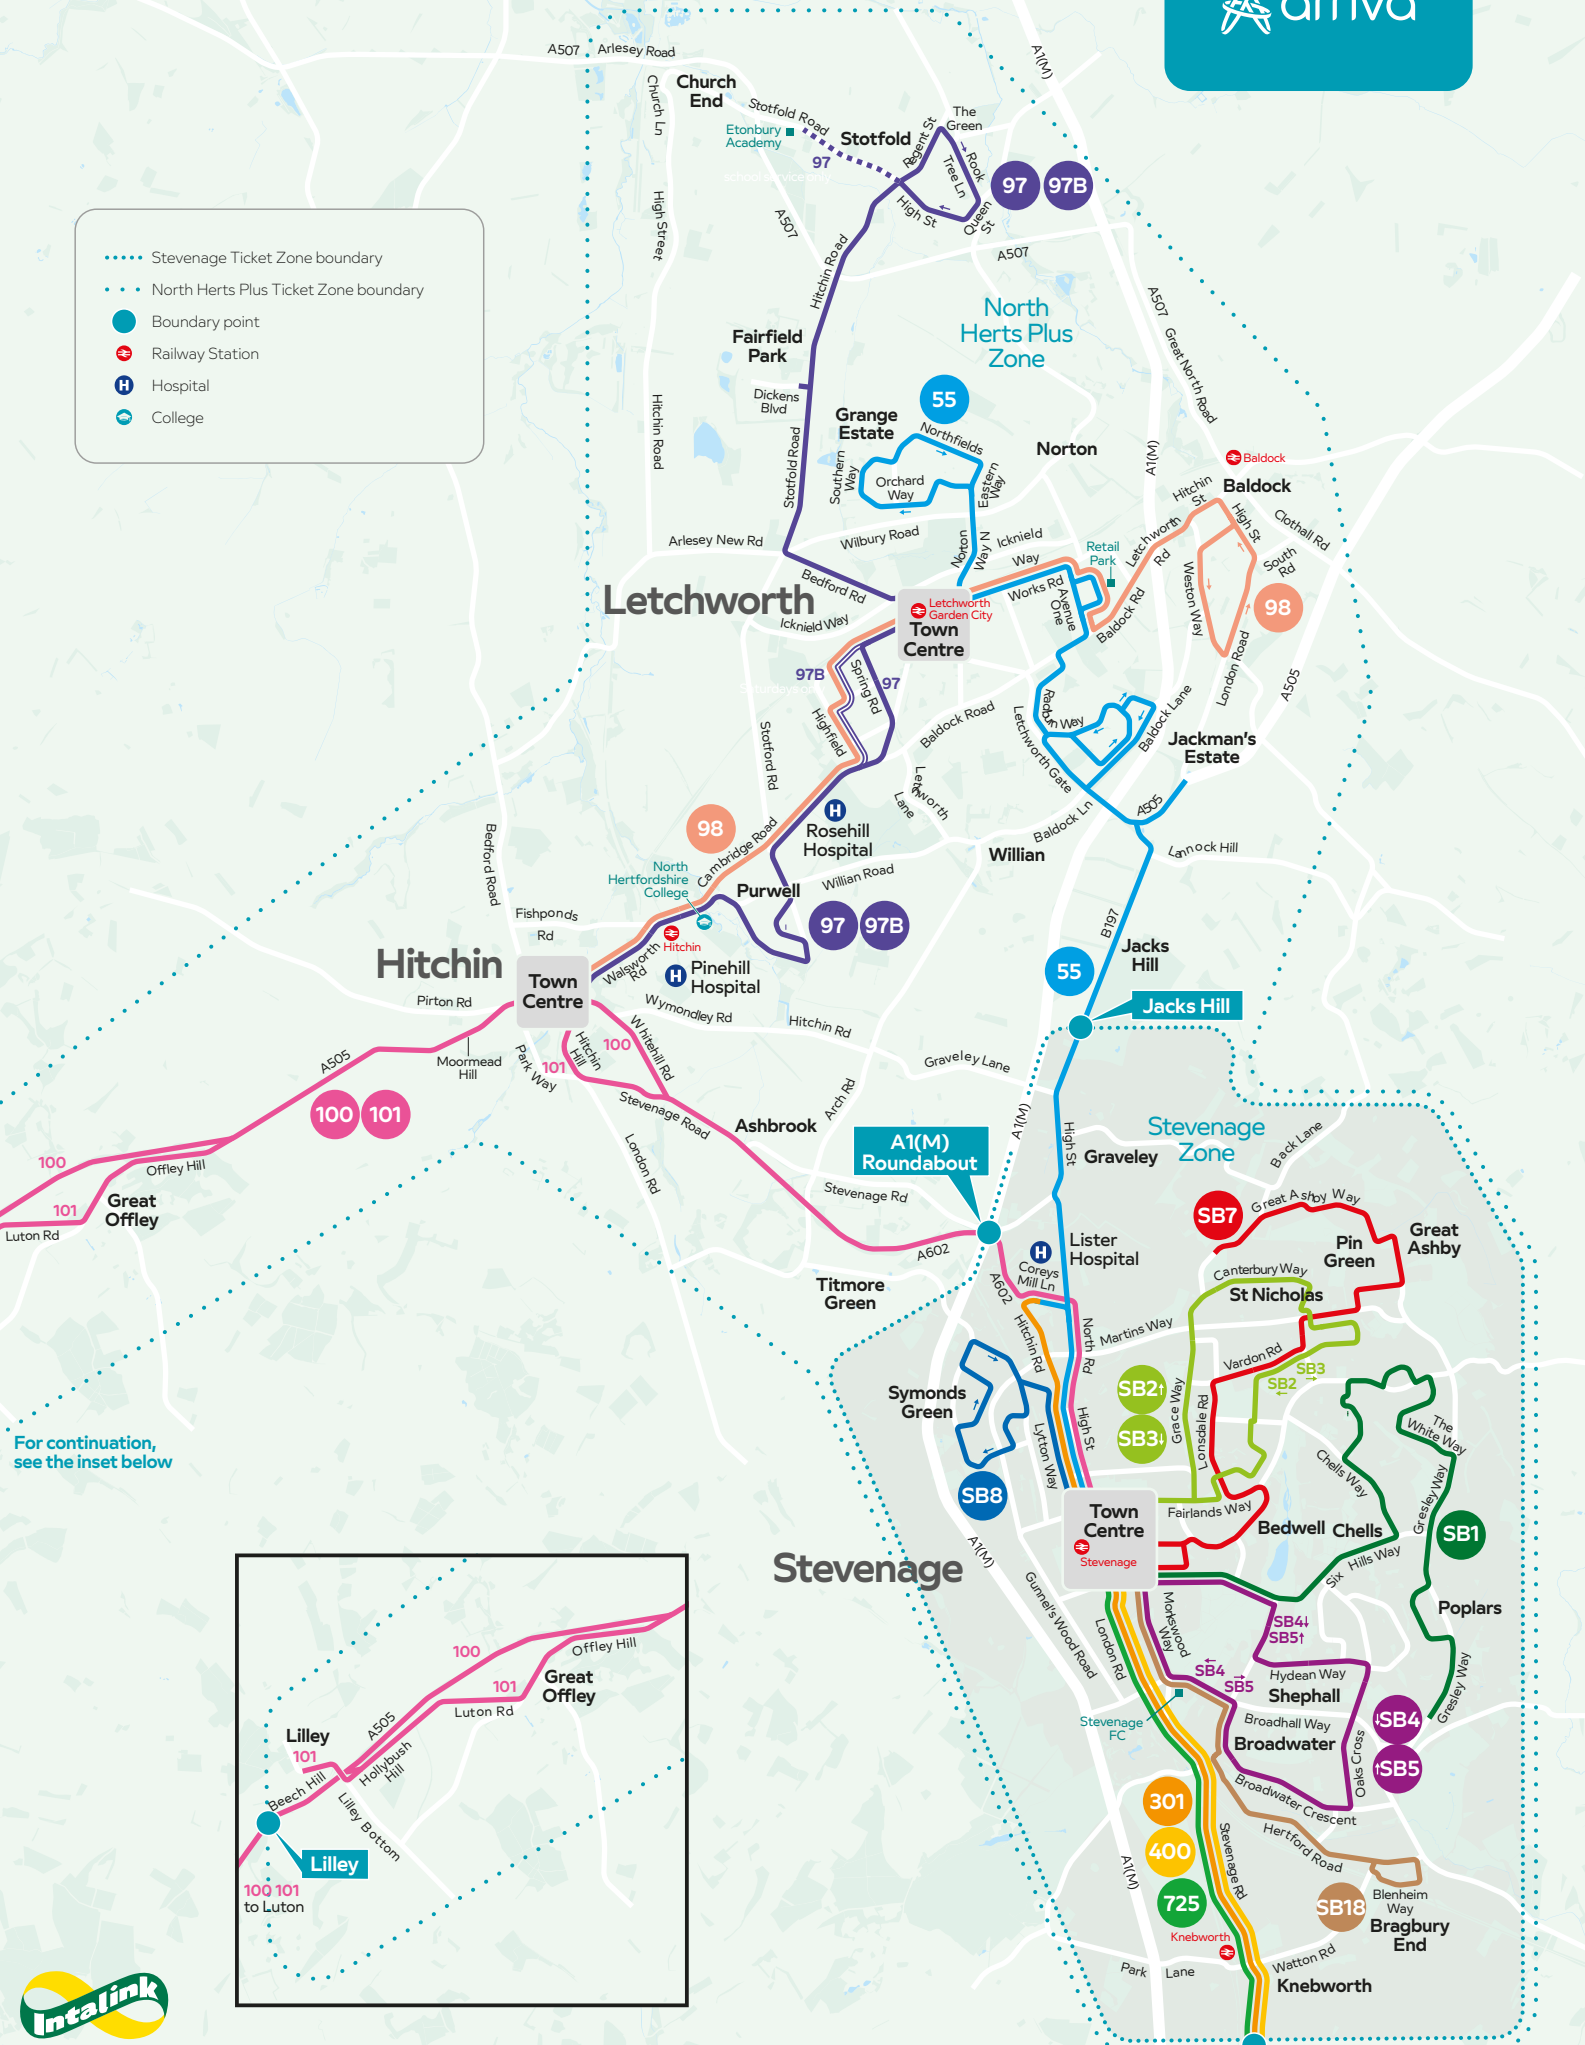 arriva
A507
Arlesey Road
A1(M)
Church
End
Church Ln
Stotfold Road
The
Green
Etonbury
Academy
Stotfold
Regent St
Rook
Tree Ln
97
school service only
97
97B
High St
Queen
St
High Street
A507
A507
Hitchin Road
Stevenage Ticket Zone boundary
North Herts Plus Ticket Zone boundary
Boundary point
Railway Station
H
Hospital
College
A507
North
Herts Plus
Zone
Great North Road
Fairfield
Park
Dickens
Blvd
55
Grange
Estate
Northfields
Hitchin Road
Stotfold Road
Southern
Way
Orchard
Way
Eastern
Way
Norton
A1(M)
Baldock
Baldock
Hitchin
St
High St
Clothall Rd
Letchworth
Rd
South
Rd
Arlesey New Rd
Wilbury Road
Norton
Way N
Icknield
Way
Retail
Park
Weston Way
98
Bedford Rd
Works Rd
Avenue
One
Baldock Rd
Letchworth
Letchworth
Garden City
Town
Centre
Icknield Way
London Road
A505
97B
Saturdays only
Spring Rd
97
Highfield
Baldock Road
Radburn Way
Letchworth Gate
Baldock Lane
Jackman's
Estate
Stotford Rd
Letchworth
Lane
A505
Baldock Ln
98
H
Rosehill
Hospital
Willian
Lannock Hill
Bedford Road
Cambridge Road
North
Hertfordshire
College
Purwell
Willian Road
Fishponds
Rd
97
97B
Hitchin
Walsworth
Rd
B197
Jacks
Hill
Hitchin
Town
Centre
H
Pinehill
Hospital
55
Jacks Hill
Pirton Rd
Wymondley Rd
Hitchin Rd
Moormead
Hill
A505
Park Way
Hitchin
Hill
101
100
Whitehill Rd
Graveley Lane
100
101
Stevenage Road
Ashbrook
Arch Rd
A1(M)
A1(M)
Roundabout
High St
Graveley
Stevenage
Zone
Back Lane
100
Offley Hill
101
Great
Offley
Luton Rd
London Rd
Stevenage Rd
A602
SB7
Great Ashby Way
Great
Ashby
Pin
Green
H
Lister
Hospital
Coreys
Mill Ln
Canterbury Way
St Nicholas
Titmore
Green
A602
Hitchin Rd
North Rd
Martins Way
Vardon Rd
SB3
SB2
Symonds
Green
SB2↑
SB3↓
Grace Way
Lonsdale Rd
High St
Lytton Way
The
White Way
Chells Way
Gresley Way
For continuation,
see the inset below
SB8
Town
Centre
Stevenage
Fairlands Way
Bedwell
Chells
SB1
Stevenage
A1(M)
Six Hills Way
Gunnel's Wood Road
London Rd
Monkswood
Way
SB4↓
SB5↑
Poplars
SB4
SB5
Hydean Way
Shephall
Gresley Way
Stevenage
FC
Broadhall Way
Broadwater
Oaks Cross
↓SB4
↑SB5
Broadwater Crescent
301
400
725
Stevenage Rd
Hertford Road
A1(M)
SB18
Blenheim
Way
Bragbury
End
Knebworth
Park Lane
Watton Rd
Knebworth
100
Offley Hill
101
Great
Offley
Luton Rd
A505
Lilley
101
Hollybush
Hill
Beech Hill
Lilley Bottom
Lilley
100 101
to Luton
Intalink